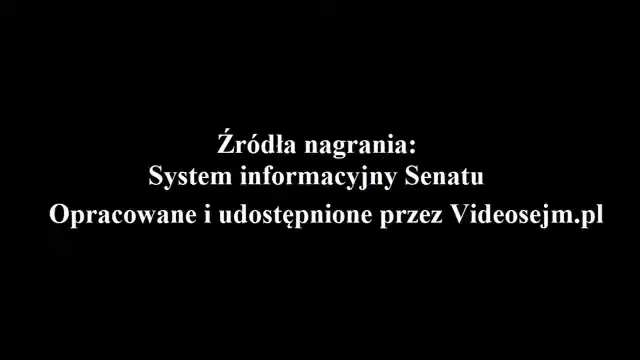 Źródła nagrania:
System informacyjny Senatu
Opracowane i udostępnione przez Videosejm.pl